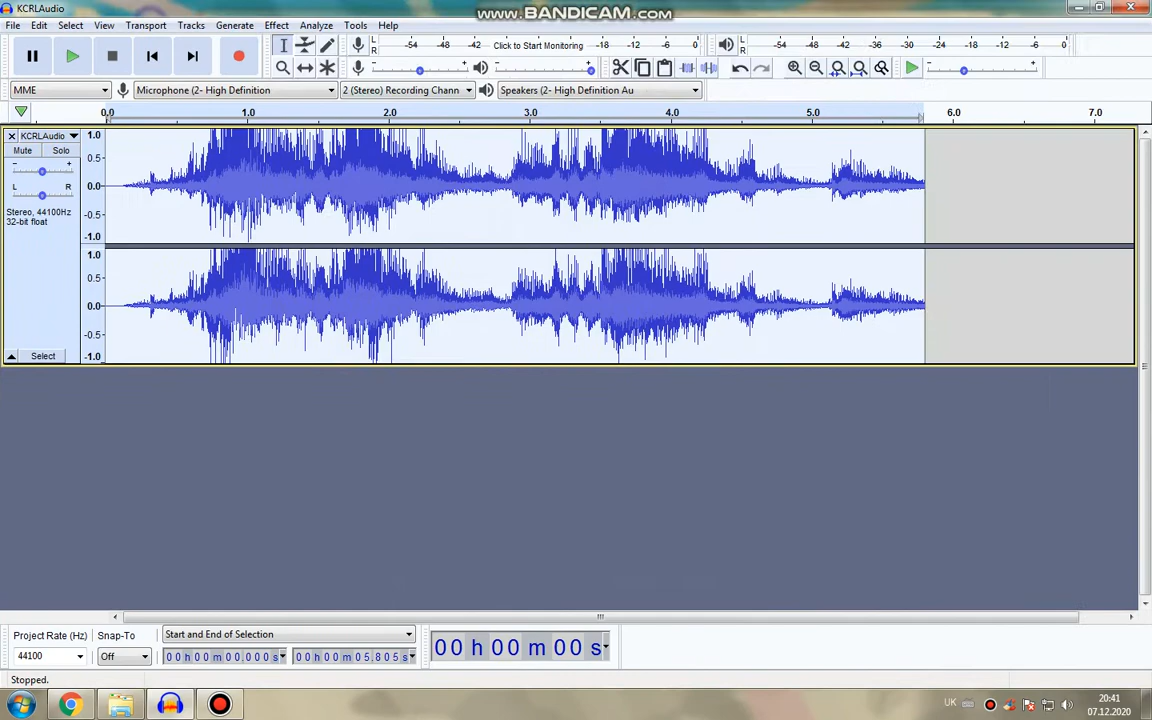 KCRLAudio
WWW.BANDICAM.COM
File Edit Select View Transport Tracks Generate Effect Analyze Tools Help
L R -54 -48 -42 Click to Start Monitoring -18 -12 -6 0
L R -54 -48 -42 -36 -30 -24 -18 -12 -6 0
MME Microphone (2- High Definition 2 (Stereo) Recording Chann Speakers (2- High Definition Au
0.0 1.0 2.0 3.0 4.0 5.0 6.0 7.0
KCRLAudio
Mute Solo
- +
L R
Stereo, 44100Hz
32-bit float
Select
1.0
0.5
0.0
-0.5
-1.0
1.0
0.5
0.0
-0.5
-1.0
Project Rate (Hz) Snap-To Start and End of Selection
44100 Off 00 h 00 m 00.000 s 00 h 00 m 05.805 s
00 h 00 m 00 s
Stopped.
UK
20:41
07.12.2020